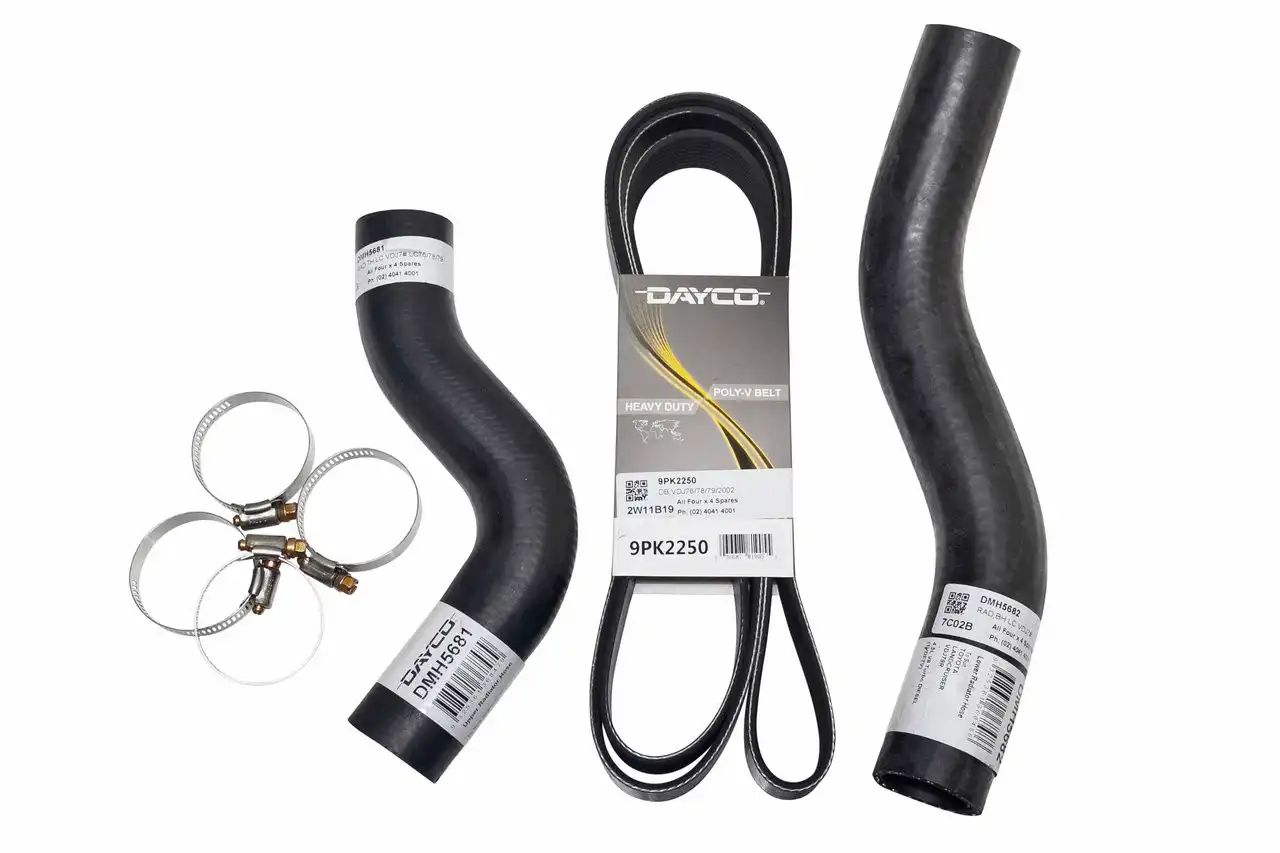 DMH5681
RAD TH LC VDJ7# LC76/78/79
All Four x 4 Spares
Ph. (02) 4041 4001
DAYCO
DMH5681
Upper Radiator Hose
DAYCO®
POLY-V BELT
HEAVY DUTY
9PK2250
DB VDJ76/78/79/2002
All Four x 4 Spares
2W11B19 Ph. (02) 4041 4001
9PK2250
DMH5682
RAD BH LC VDJ7#
7C02B
All Four x 4 Spares
Ph. (02) 4041
DMH5682
Lower Radiator Hose
To Suit
TOYOTA
LANDCRUISER
VDJ79R
4.5L V8 Turbo DIESEL